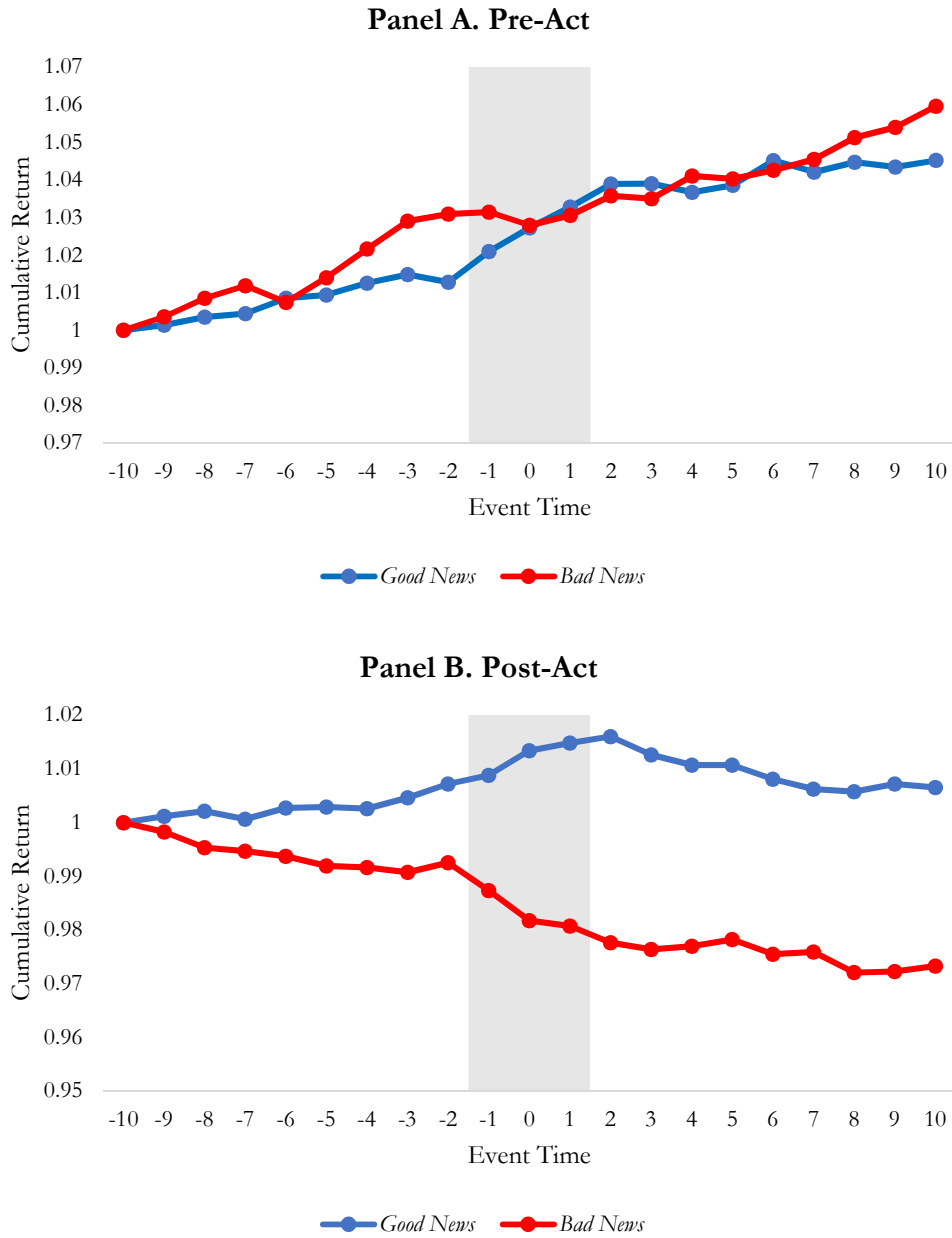 Panel A. Pre-Act
1.07
1.06
1.05
1.04
1.03
1.02
1.01
1
0.99
0.98
0.97
Cumulative Return
-10 -9 -8 -7 -6 -5 -4 -3 -2 -1 0 1 2 3 4 5 6 7 8 9 10
Event Time
Good News Bad News
Panel B. Post-Act
1.02
1.01
1
0.99
0.98
0.97
0.96
0.95
Cumulative Return
-10 -9 -8 -7 -6 -5 -4 -3 -2 -1 0 1 2 3 4 5 6 7 8 9 10
Event Time
Good News Bad News